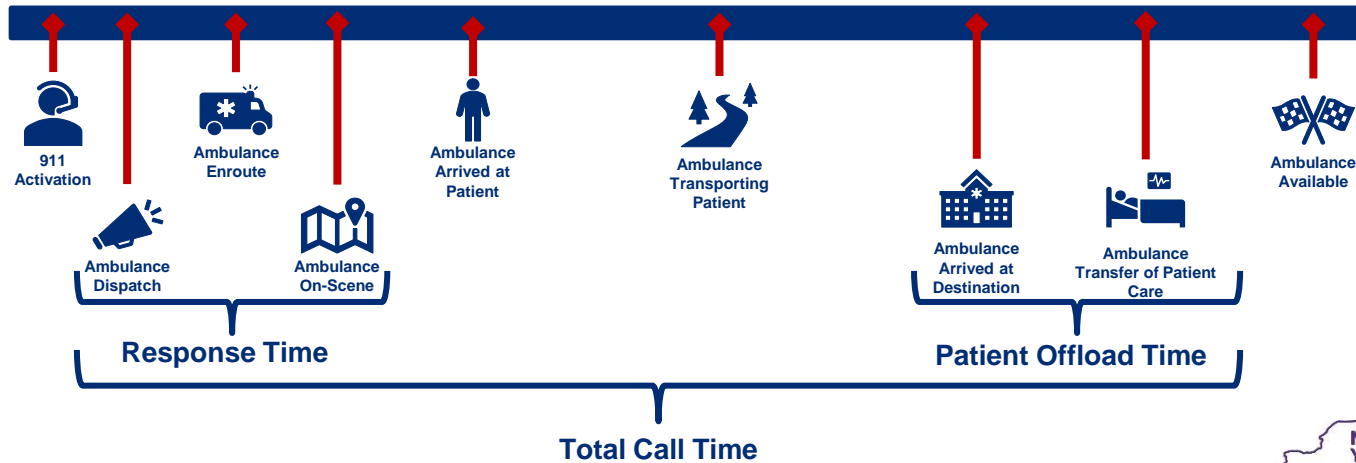 911
Activation
Ambulance
Dispatch
Ambulance
Enroute
Ambulance
On-Scene
Ambulance
Arrived at
Patient
Ambulance
Transporting
Patient
Ambulance
Arrived at
Destination
Ambulance
Transfer of Patient
Care
Ambulance
Available
Response Time
Patient Offload Time
Total Call Time